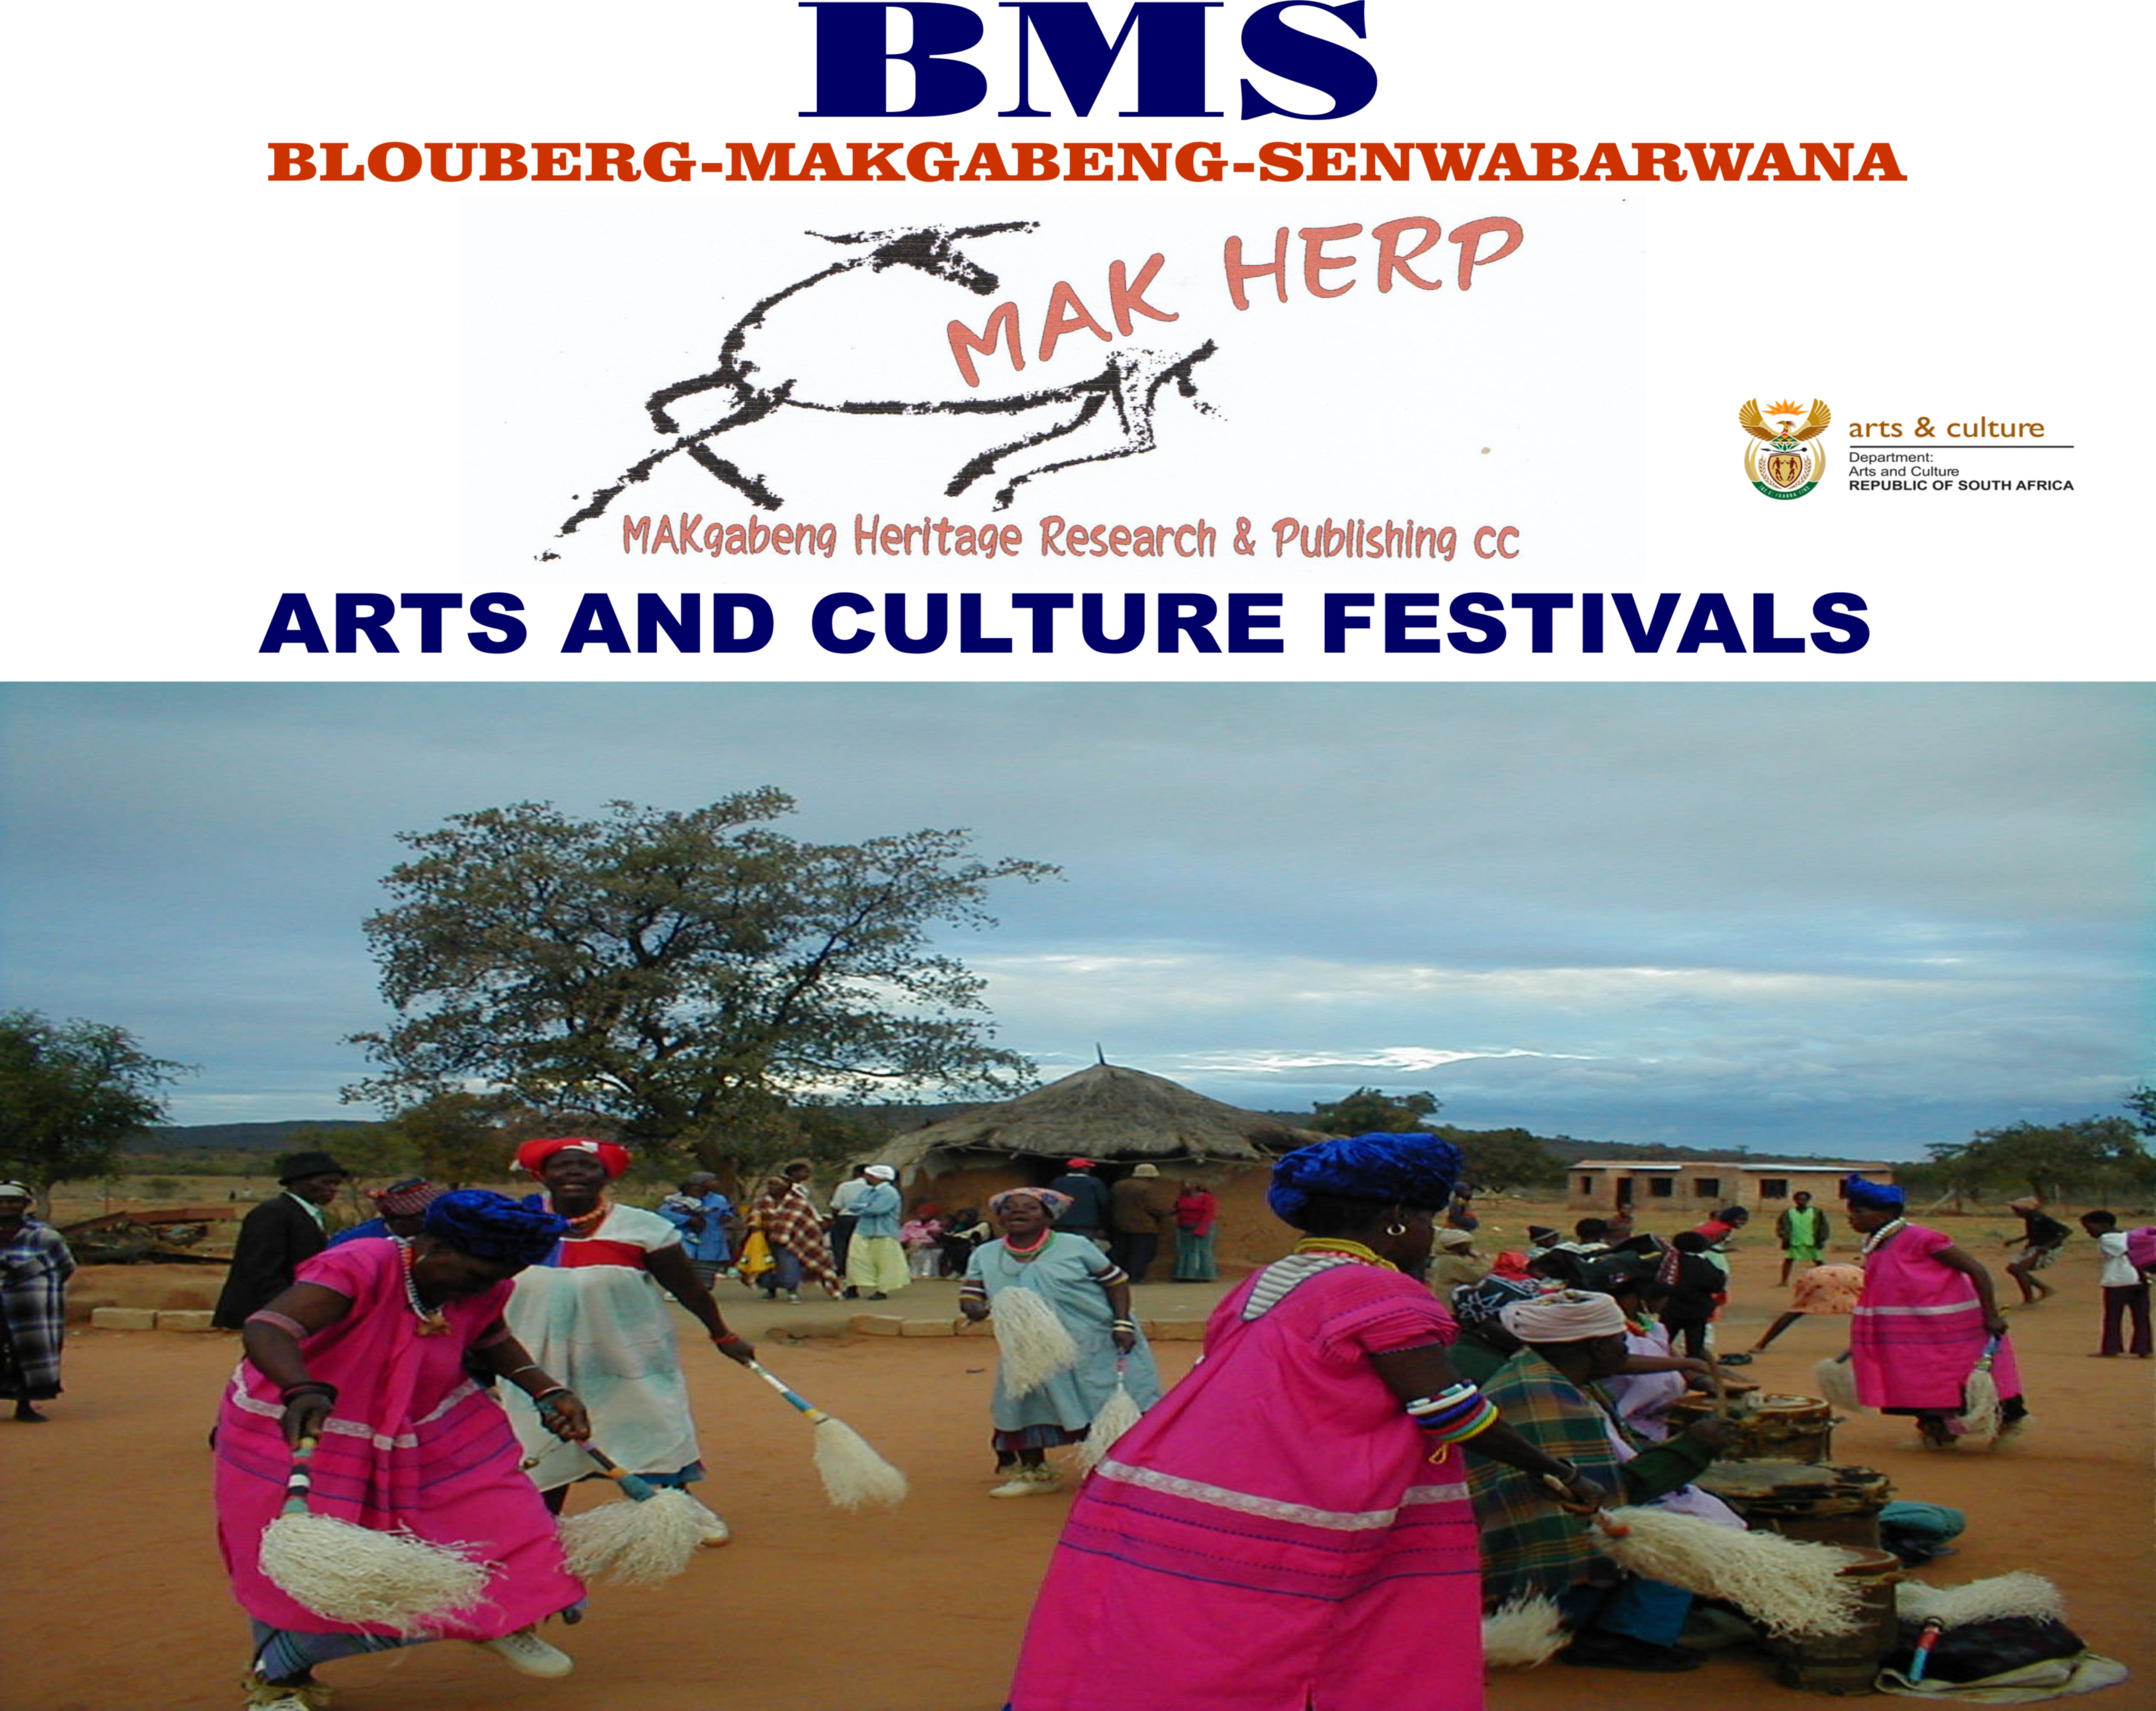 BMS
BLOUBERG-MAKGABENG-SENWABARWANA
MAK HERP
arts & culture
Department:
Arts and Culture
REPUBLIC OF SOUTH AFRICA
MAKgabeng Heritage Research & Publishing cc
ARTS AND CULTURE FESTIVALS